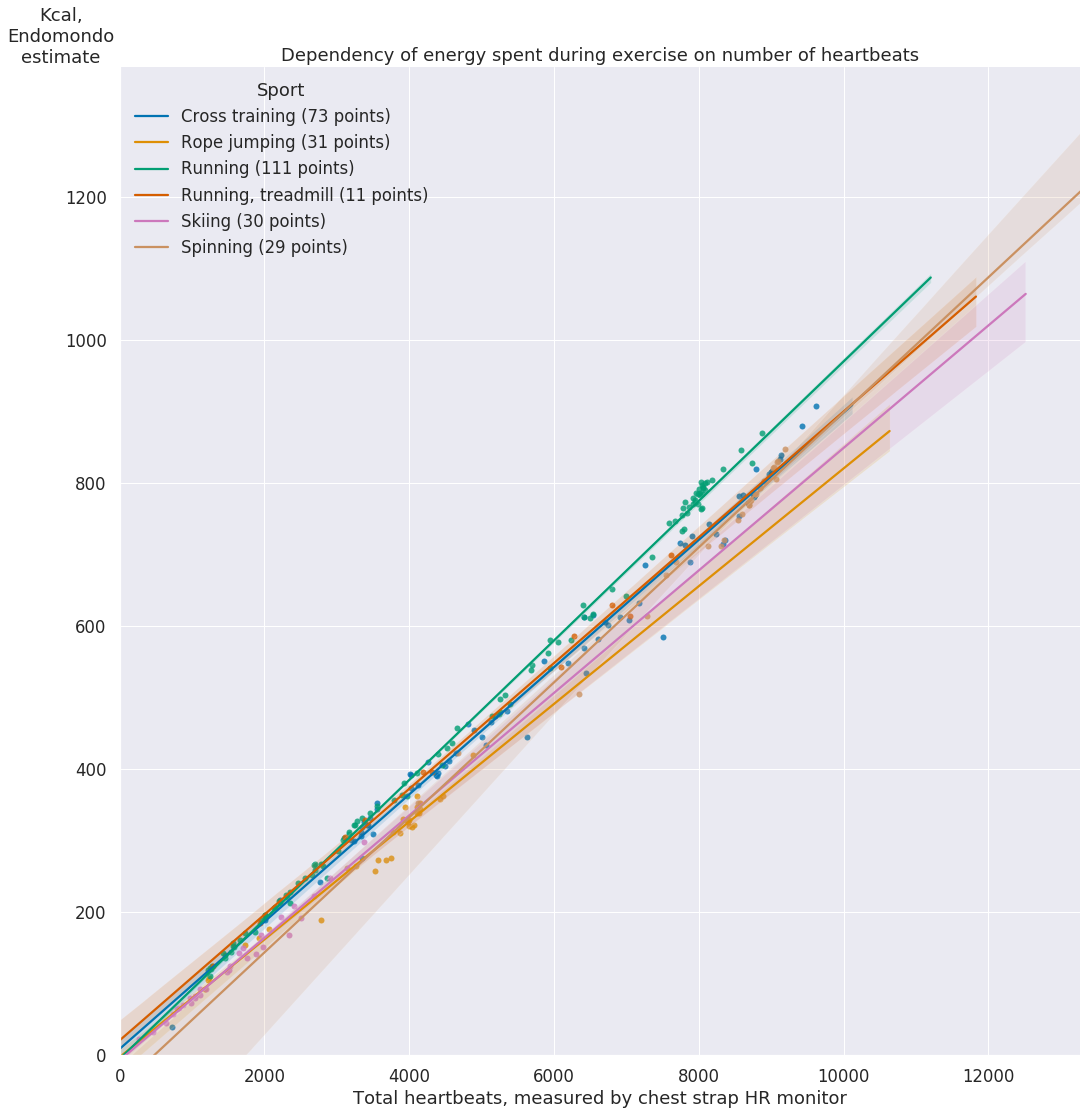 Kcal,
Endomondo
estimate
Dependency of energy spent during exercise on number of heartbeats
Sport
Cross training (73 points)
Rope jumping (31 points)
Running (111 points)
Running, treadmill (11 points)
Skiing (30 points)
Spinning (29 points)
1200
1000
800
600
400
200
0
0 2000 4000 6000 8000 10000 12000
Total heartbeats, measured by chest strap HR monitor